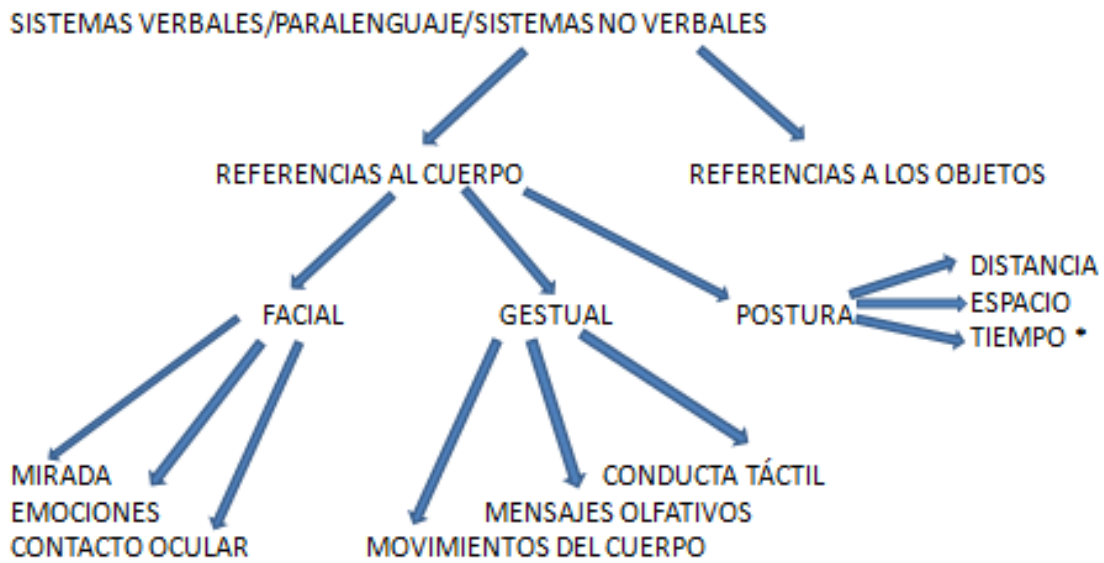 SISTEMAS VERBALES/PARALENGUAJE/SISTEMAS NO VERBALES
REFERENCIAS AL CUERPO
REFERENCIAS A LOS OBJETOS
FACIAL
GESTUAL
POSTURA
DISTANCIA
ESPACIO
TIEMPO *
MIRADA
EMOCIONES
CONTACTO OCULAR
CONDUCTA TÁCTIL
MENSAJES OLFATIVOS
MOVIMIENTOS DEL CUERPO